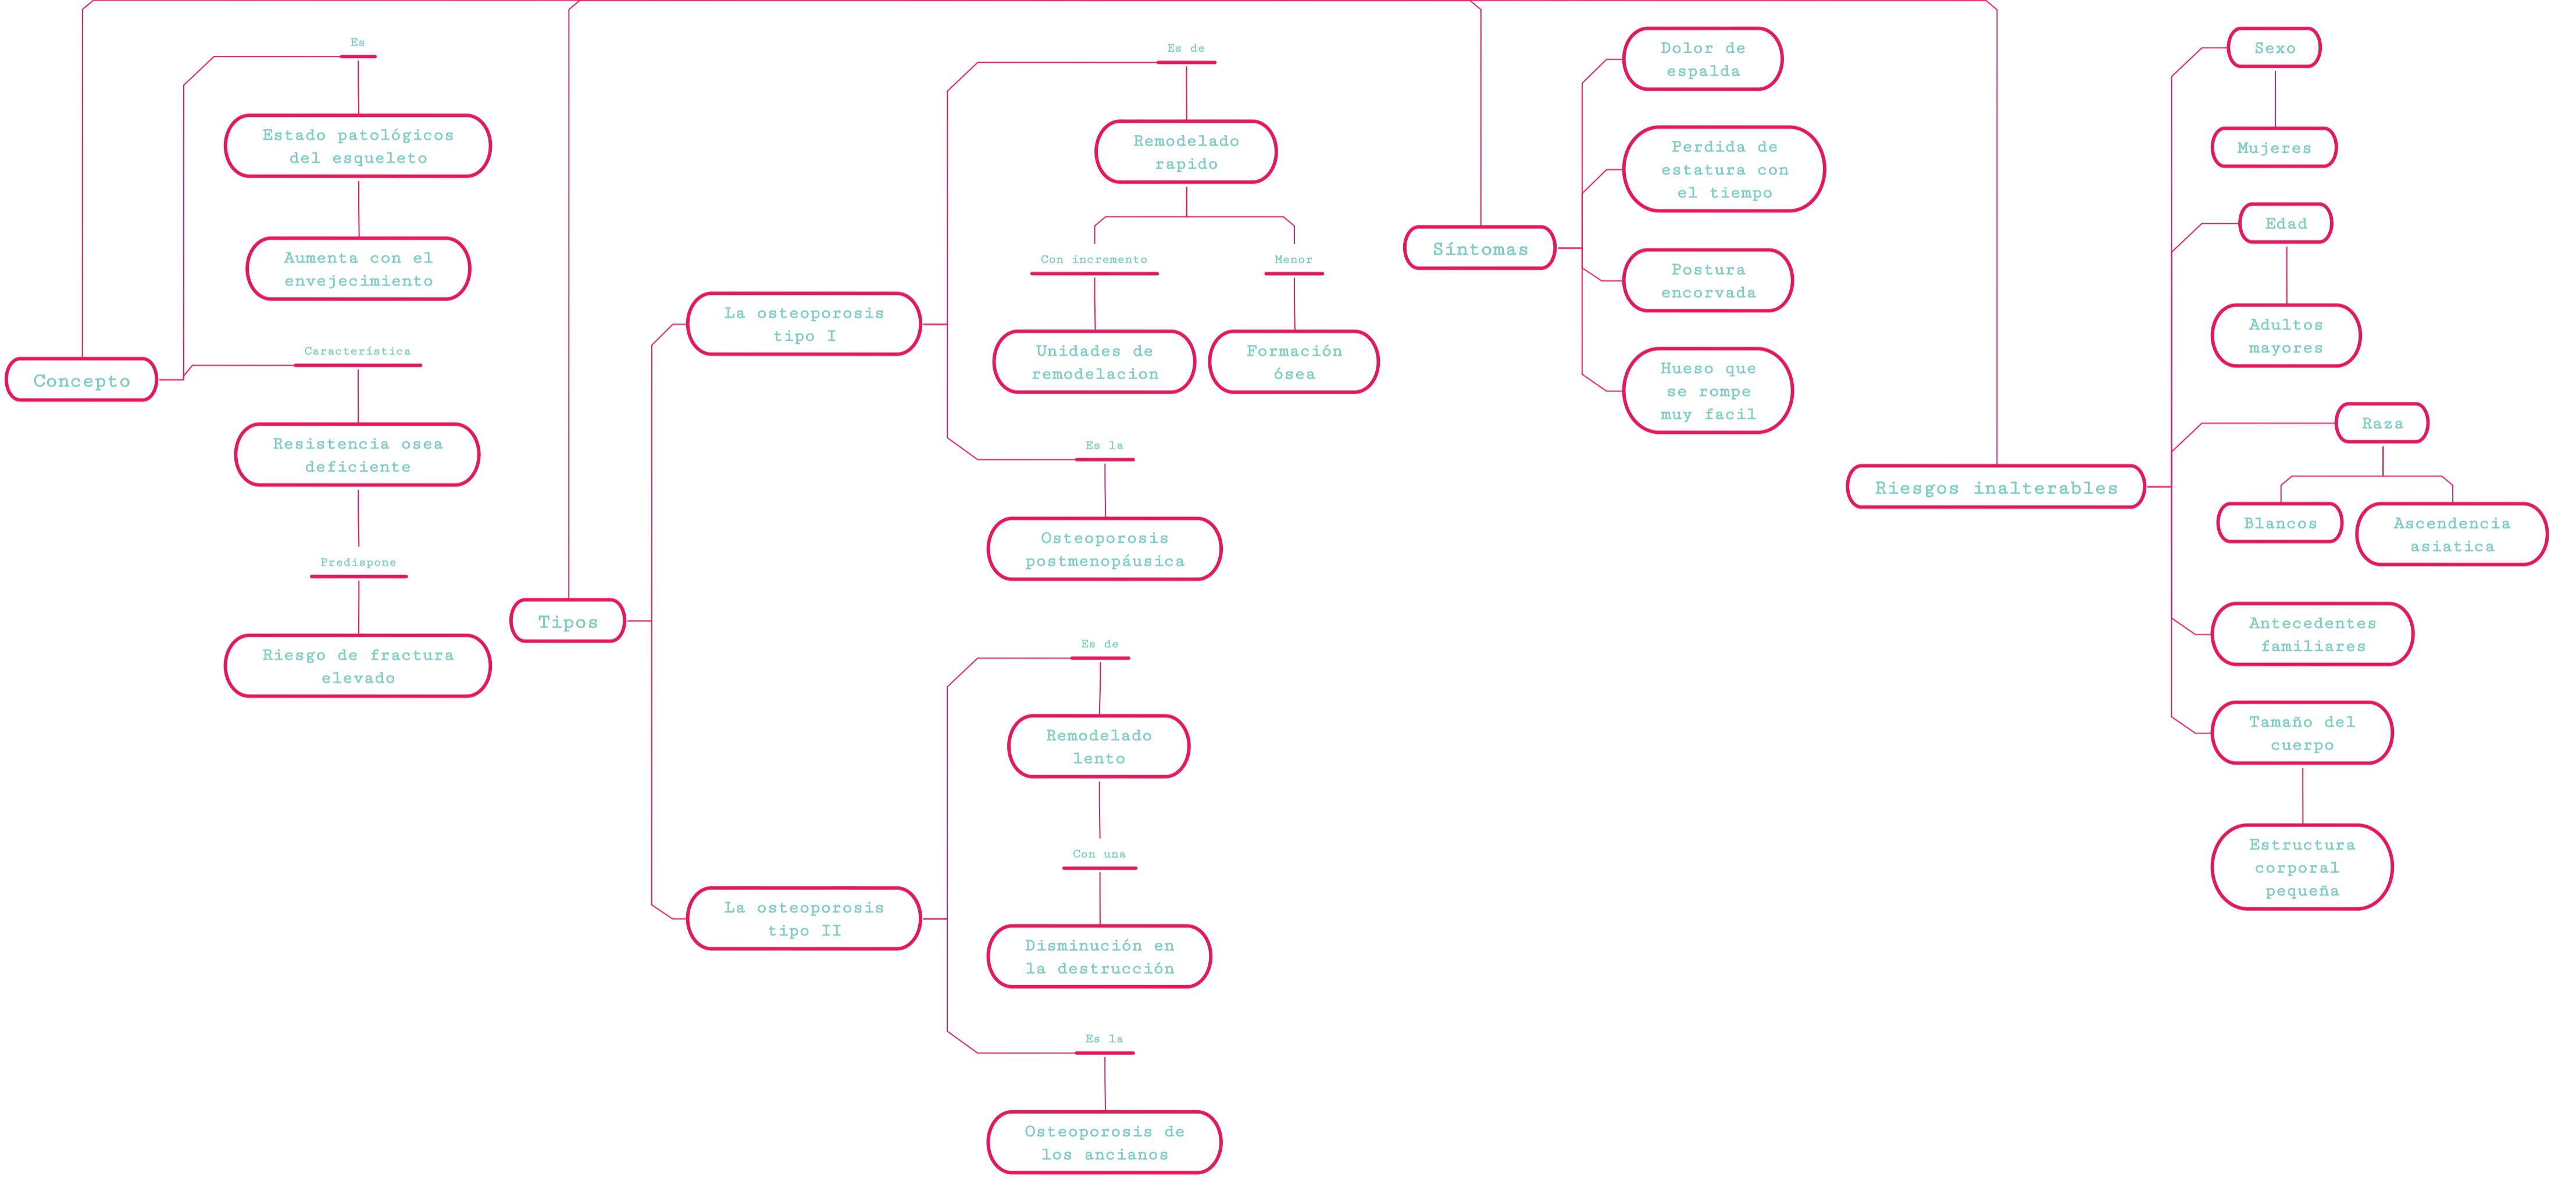 Es
Estado patológicos
del esqueleto
Aumenta con el
envejecimiento
Concepto
Característica
Resistencia osea
deficiente
Predispone
Riesgo de fractura
elevado
Tipos
La osteoporosis
tipo I
Es de
Remodelado
rapido
Con incremento
Unidades de
remodelacion
Menor
Formación
ósea
Es la
Osteoporosis
postmenopáusica
La osteoporosis
tipo II
Es de
Remodelado
lento
Con una
Disminución en
la destrucción
Es la
Osteoporosis de
los ancianos
Síntomas
Dolor de
espalda
Perdida de
estatura con
el tiempo
Postura
encorvada
Hueso que
se rompe
muy facil
Riesgos inalterables
Sexo
Mujeres
Edad
Adultos
mayores
Raza
Blancos
Ascendencia
asiatica
Antecedentes
familiares
Tamaño del
cuerpo
Estructura
corporal
pequeña